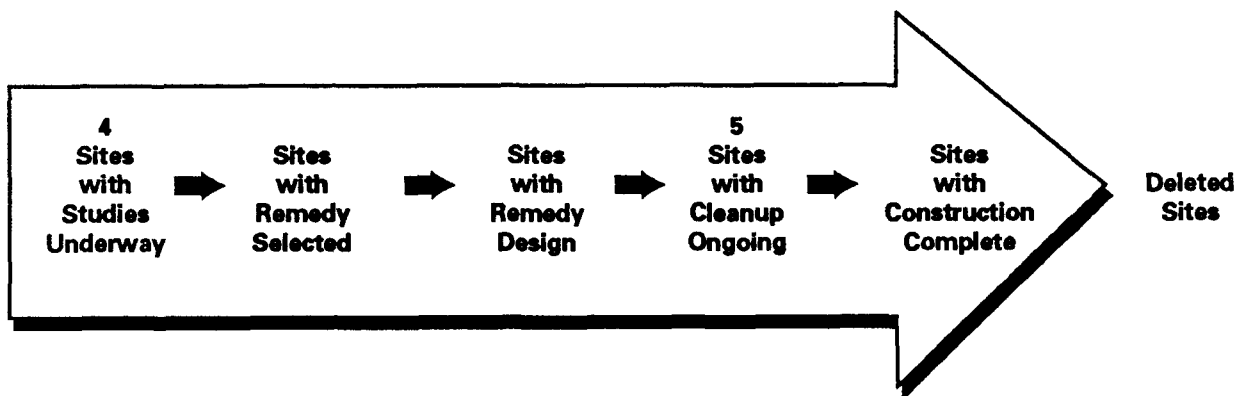 4
Sites
with
Studies
Underway
Sites
with
Remedy
Selected
Sites
with
Remedy
Design
5
Sites
with
Cleanup
Ongoing
Sites
with
Construction
Complete
Deleted
Sites